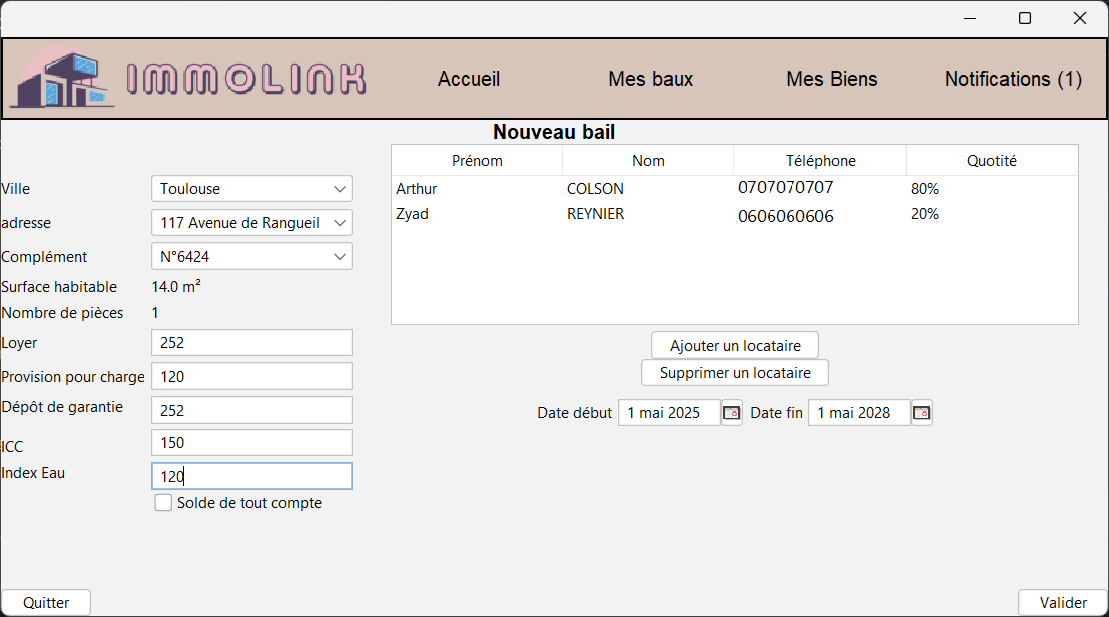 IMMOLINK Accueil Mes baux Mes Biens Notifications (1)
Nouveau bail
Ville Toulouse
adresse 117 Avenue de Rangueil
Complément N°6424
Surface habitable 14.0 m²
Nombre de pièces 1
Loyer 252
Provision pour charge 120
Dépôt de garantie 252
ICC 150
Index Eau 120
Solde de tout compte
Prénom Nom Téléphone Quotité
Arthur COLSON 0707070707 80%
Zyad REYNIER 0606060606 20%
Ajouter un locataire
Supprimer un locataire
Date début 1 mai 2025 Date fin 1 mai 2028
Quitter Valider